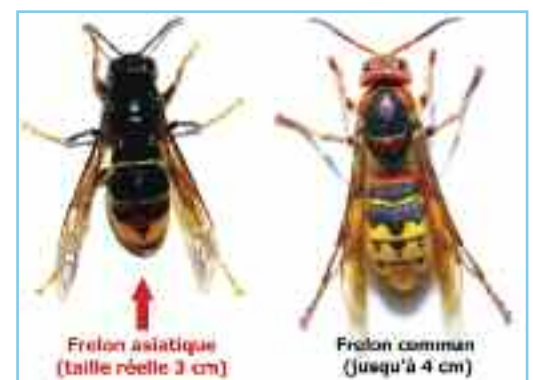 Frelon asiatique
(taille réelle 3 cm)
Frelon commun
(jusqu'à 4 cm)